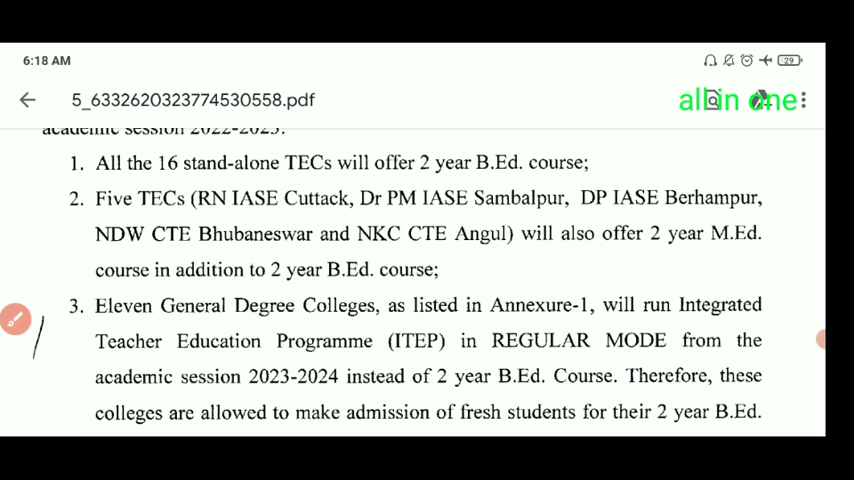 6:18 AM
29
5_6332620323774530558.pdf
all in one
academic session 2022-2023.
1. All the 16 stand-alone TECs will offer 2 year B.Ed. course;
2. Five TECs (RN IASE Cuttack, Dr PM IASE Sambalpur, DP IASE Berhampur,
NDW CTE Bhubaneswar and NKC CTE Angul) will also offer 2 year M.Ed.
course in addition to 2 year B.Ed. course;
3. Eleven General Degree Colleges, as listed in Annexure-1, will run Integrated
Teacher Education Programme (ITEP) in REGULAR MODE from the
academic session 2023-2024 instead of 2 year B.Ed. Course. Therefore, these
colleges are allowed to make admission of fresh students for their 2 year B.Ed.